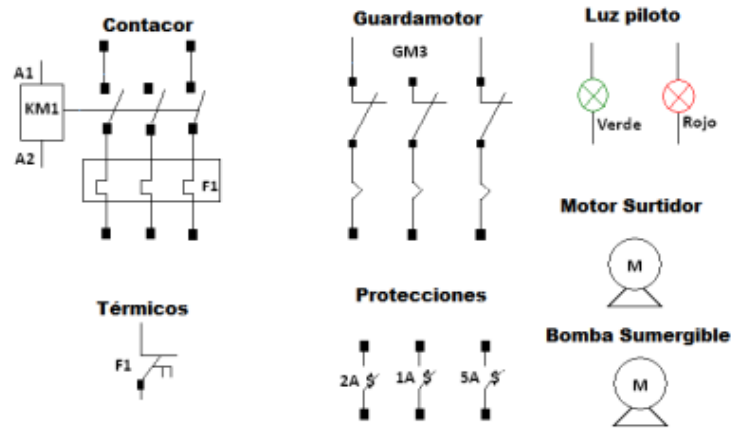 Contacor
A1
KM1
A2
F1
Guardamotor
GM3
Luz piloto
Verde
Rojo
Motor Surtidor
M
Térmicos
F1
Protecciones
2A
1A
5A
Bomba Sumergible
M